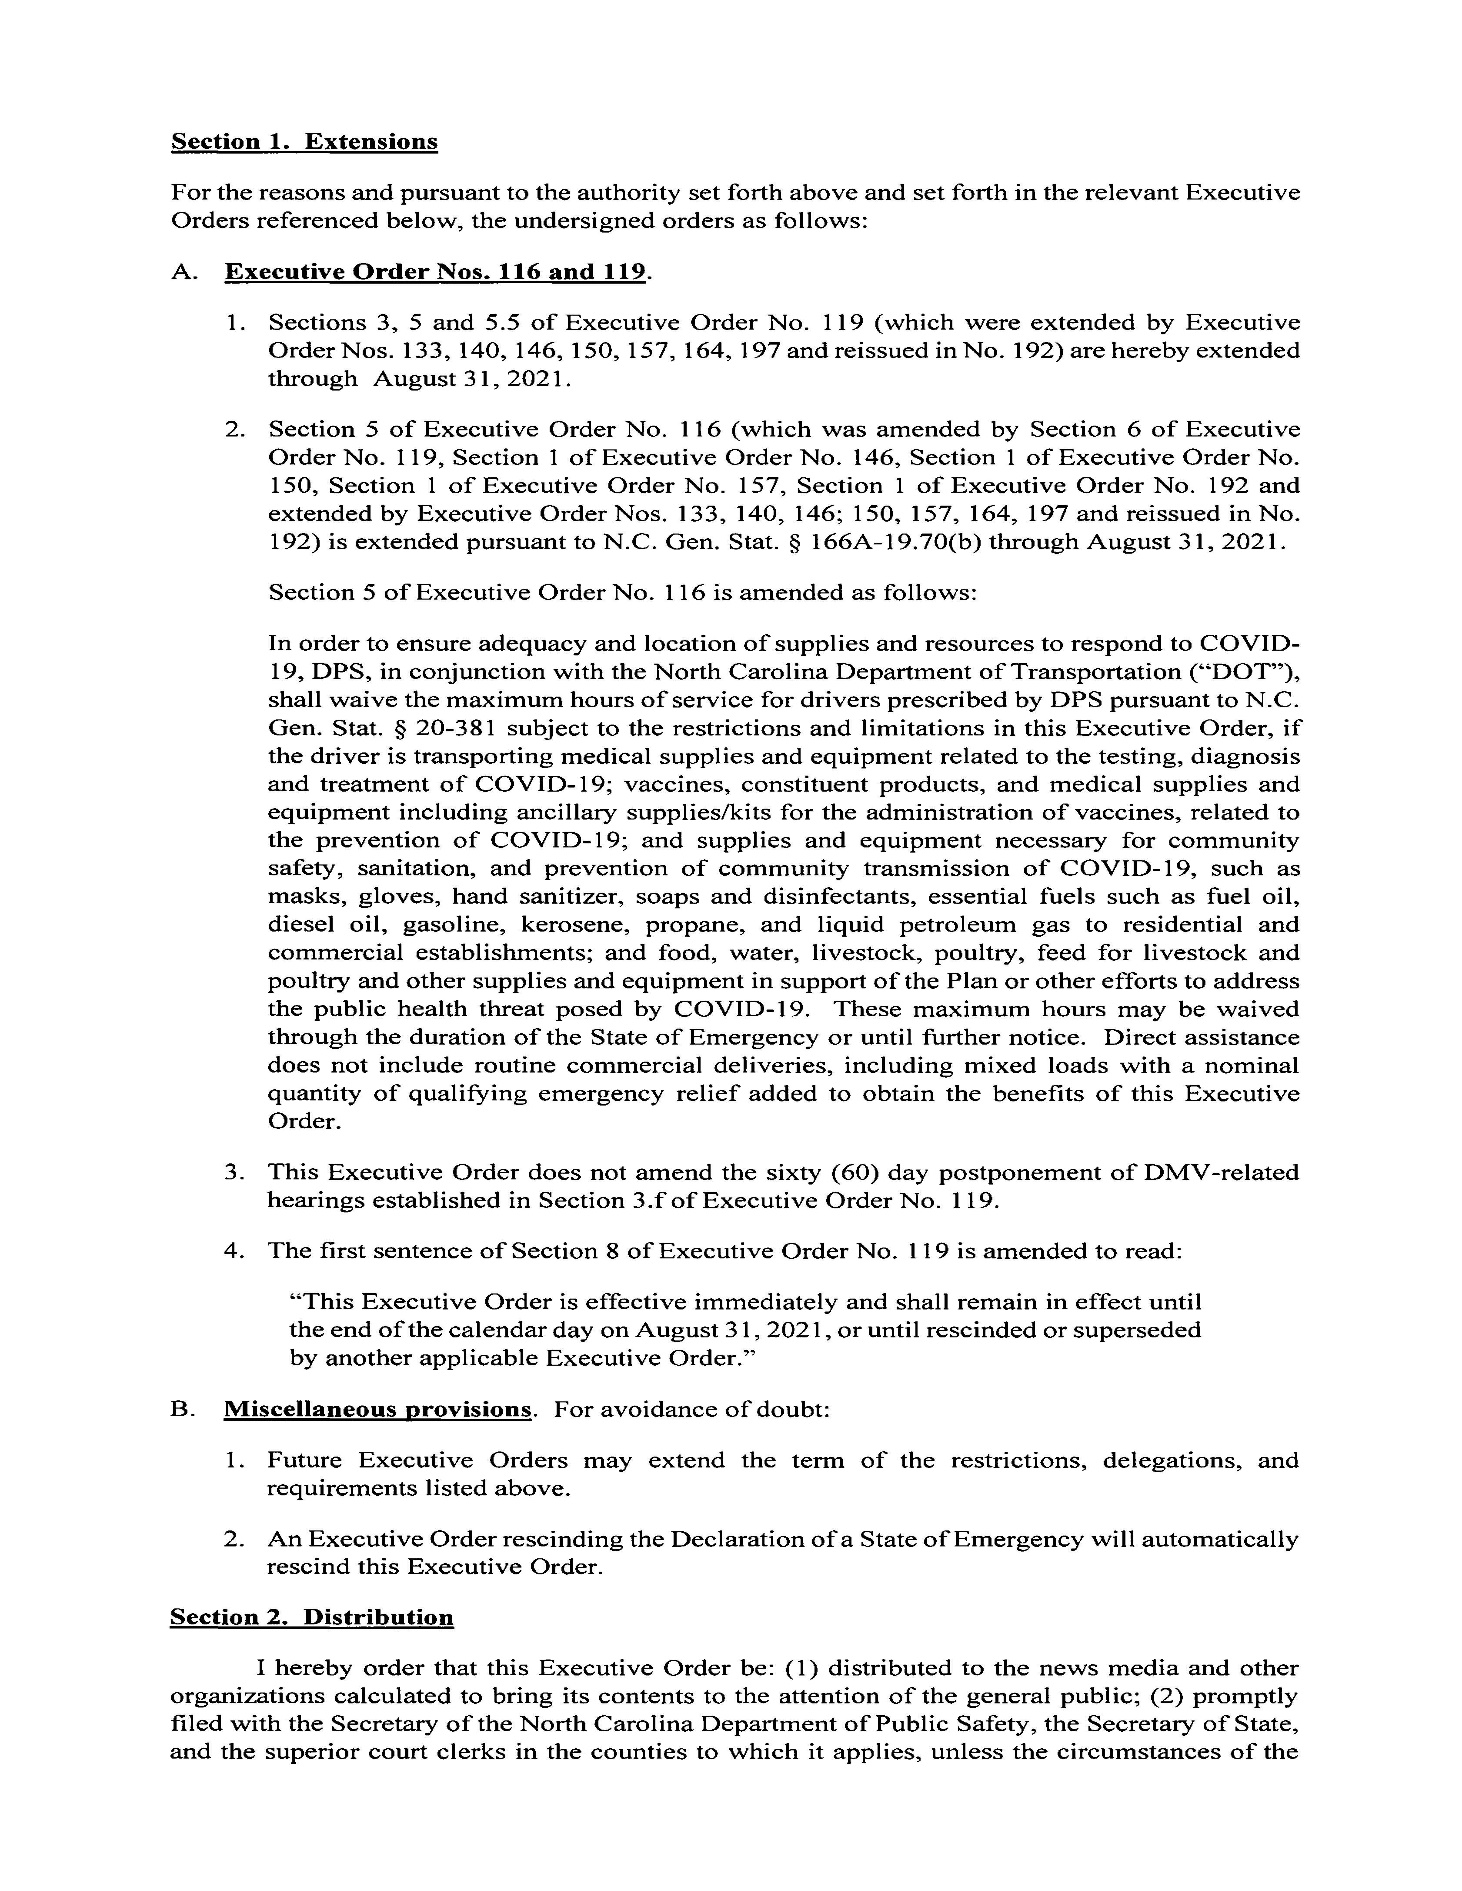 Section 1. Extensions
For the reasons and pursuant to the authority set forth above and set forth in the relevant Executive
Orders referenced below, the undersigned orders as follows:
A. Executive Order Nos. 116 and 119.
1. Sections 3, 5 and 5.5 of Executive Order No. 119 (which were extended by Executive
Order Nos. 133, 140, 146, 150, 157, 164, 197 and reissued in No. 192) are hereby extended
through August 31, 2021.
2. Section 5 of Executive Order No. 116 (which was amended by Section 6 of Executive
Order No. 119, Section 1 of Executive Order No. 146, Section 1 of Executive Order No.
150, Section 1 of Executive Order No. 157, Section 1 of Executive Order No. 192 and
extended by Executive Order Nos. 133, 140, 146; 150, 157, 164, 197 and reissued in No.
192) is extended pursuant to N.C. Gen. Stat. § 166A-19.70(b) through August 31, 2021.
Section 5 of Executive Order No. 116 is amended as follows:
In order to ensure adequacy and location of supplies and resources to respond to COVID-
19, DPS, in conjunction with the North Carolina Department of Transportation (“DOT”),
shall waive the maximum hours of service for drivers prescribed by DPS pursuant to N.C.
Gen. Stat. § 20-381 subject to the restrictions and limitations in this Executive Order, if
the driver is transporting medical supplies and equipment related to the testing, diagnosis
and treatment of COVID-19; vaccines, constituent products, and medical supplies and
equipment including ancillary supplies/kits for the administration of vaccines, related to
the prevention of COVID-19; and supplies and equipment necessary for community
safety, sanitation, and prevention of community transmission of COVID-19, such as
masks, gloves, hand sanitizer, soaps and disinfectants, essential fuels such as fuel oil,
diesel oil, gasoline, kerosene, propane, and liquid petroleum gas to residential and
commercial establishments; and food, water, livestock, poultry, feed for livestock and
poultry and other supplies and equipment in support of the Plan or other efforts to address
the public health threat posed by COVID-19. These maximum hours may be waived
through the duration of the State of Emergency or until further notice. Direct assistance
does not include routine commercial deliveries, including mixed loads with a nominal
quantity of qualifying emergency relief added to obtain the benefits of this Executive
Order.
3. This Executive Order does not amend the sixty (60) day postponement of DMV-related
hearings established in Section 3.f of Executive Order No. 119.
4. The first sentence of Section 8 of Executive Order No. 119 is amended to read:
“This Executive Order is effective immediately and shall remain in effect until
the end of the calendar day on August 31, 2021, or until rescinded or superseded
by another applicable Executive Order.”
B. Miscellaneous provisions. For avoidance of doubt:
1. Future Executive Orders may extend the term of the restrictions, delegations, and
requirements listed above.
2. An Executive Order rescinding the Declaration of a State of Emergency will automatically
rescind this Executive Order.
Section 2. Distribution
I hereby order that this Executive Order be: (1) distributed to the news media and other
organizations calculated to bring its contents to the attention of the general public; (2) promptly
filed with the Secretary of the North Carolina Department of Public Safety, the Secretary of State,
and the superior court clerks in the counties to which it applies, unless the circumstances of the